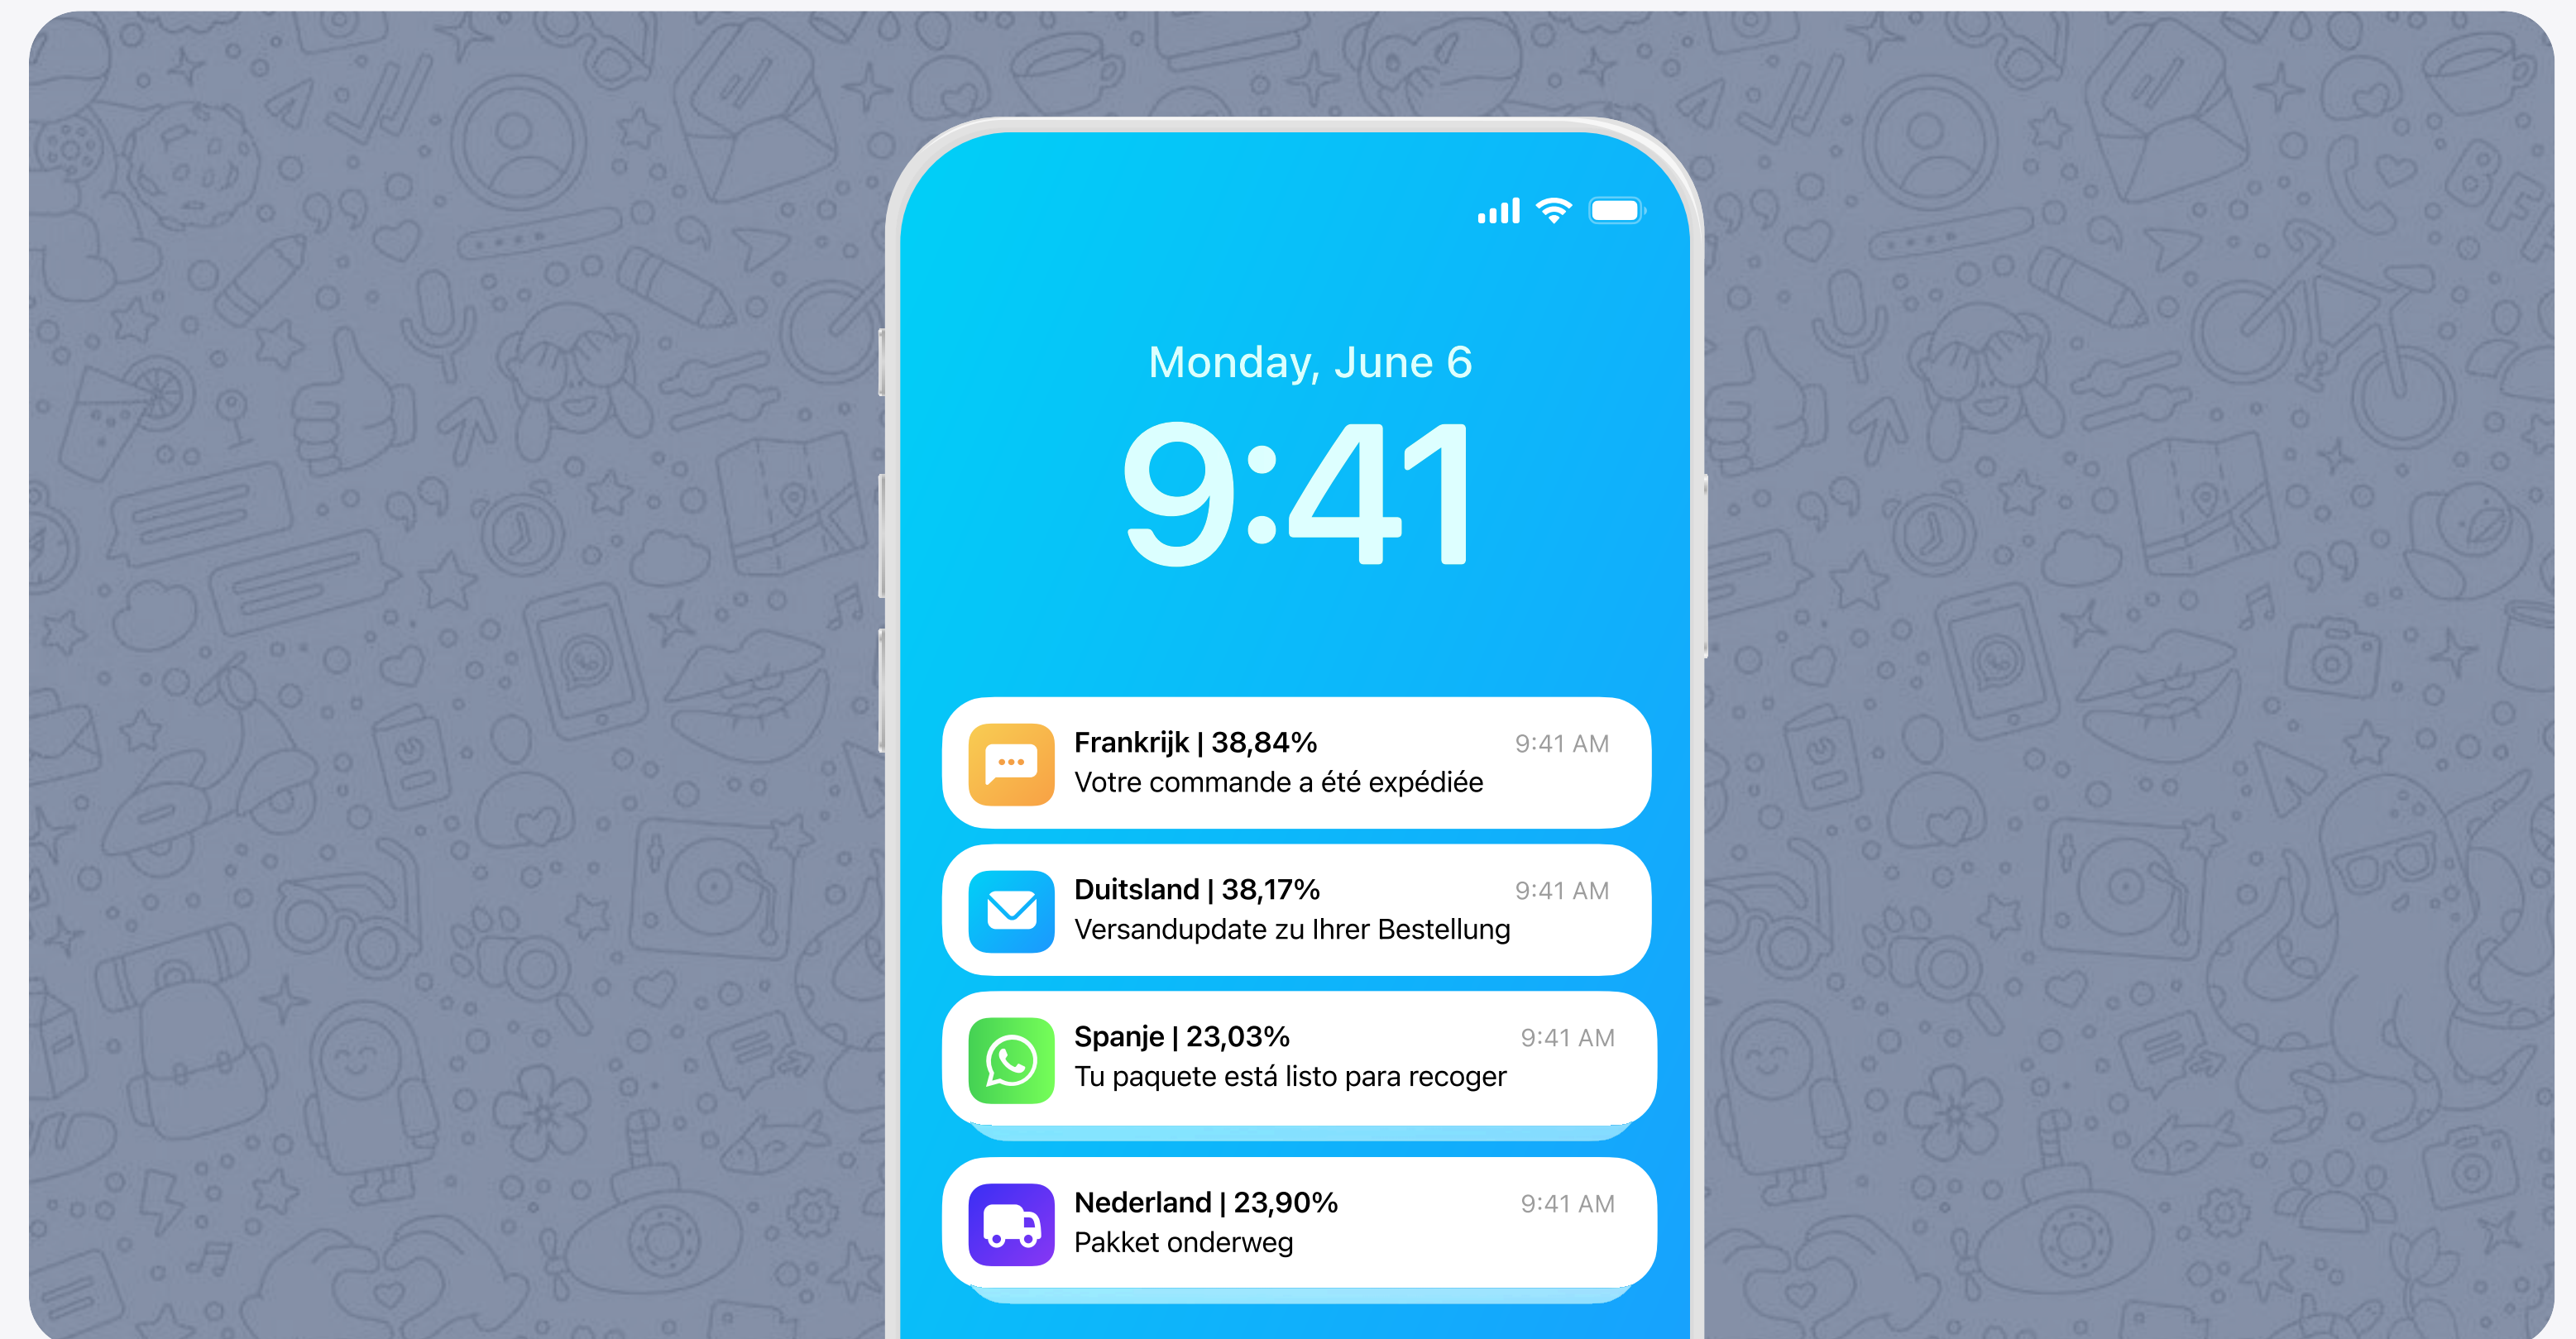 Monday, June 6
9:41
Frankrijk | 38,84% 9:41 AM
Votre commande a été expédiée
Duitsland | 38,17% 9:41 AM
Versandupdate zu Ihrer Bestellung
Spanje | 23,03% 9:41 AM
Tu paquete está listo para recoger
Nederland | 23,90% 9:41 AM
Pakket onderweg